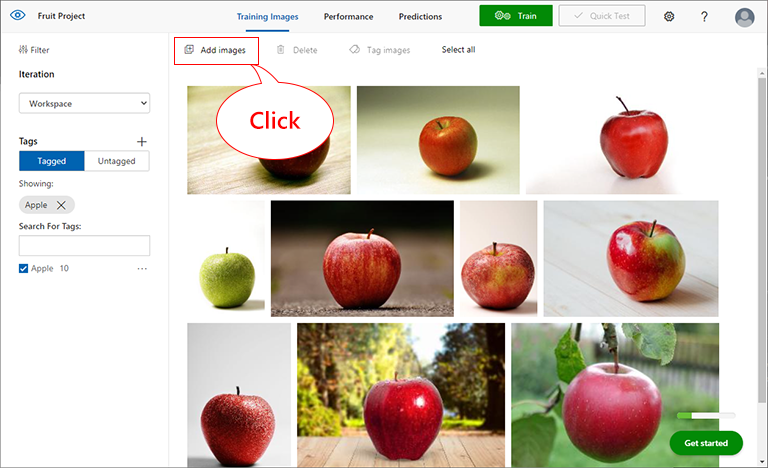 Fruit Project
Training Images
Performance
Predictions
Train
Quick Test
?
Filter
Add images
Delete
Tag images
Select all
Iteration
Workspace
Click
Tags
Tagged
Untagged
Showing:
Apple
Search For Tags:
Apple 10
Get started